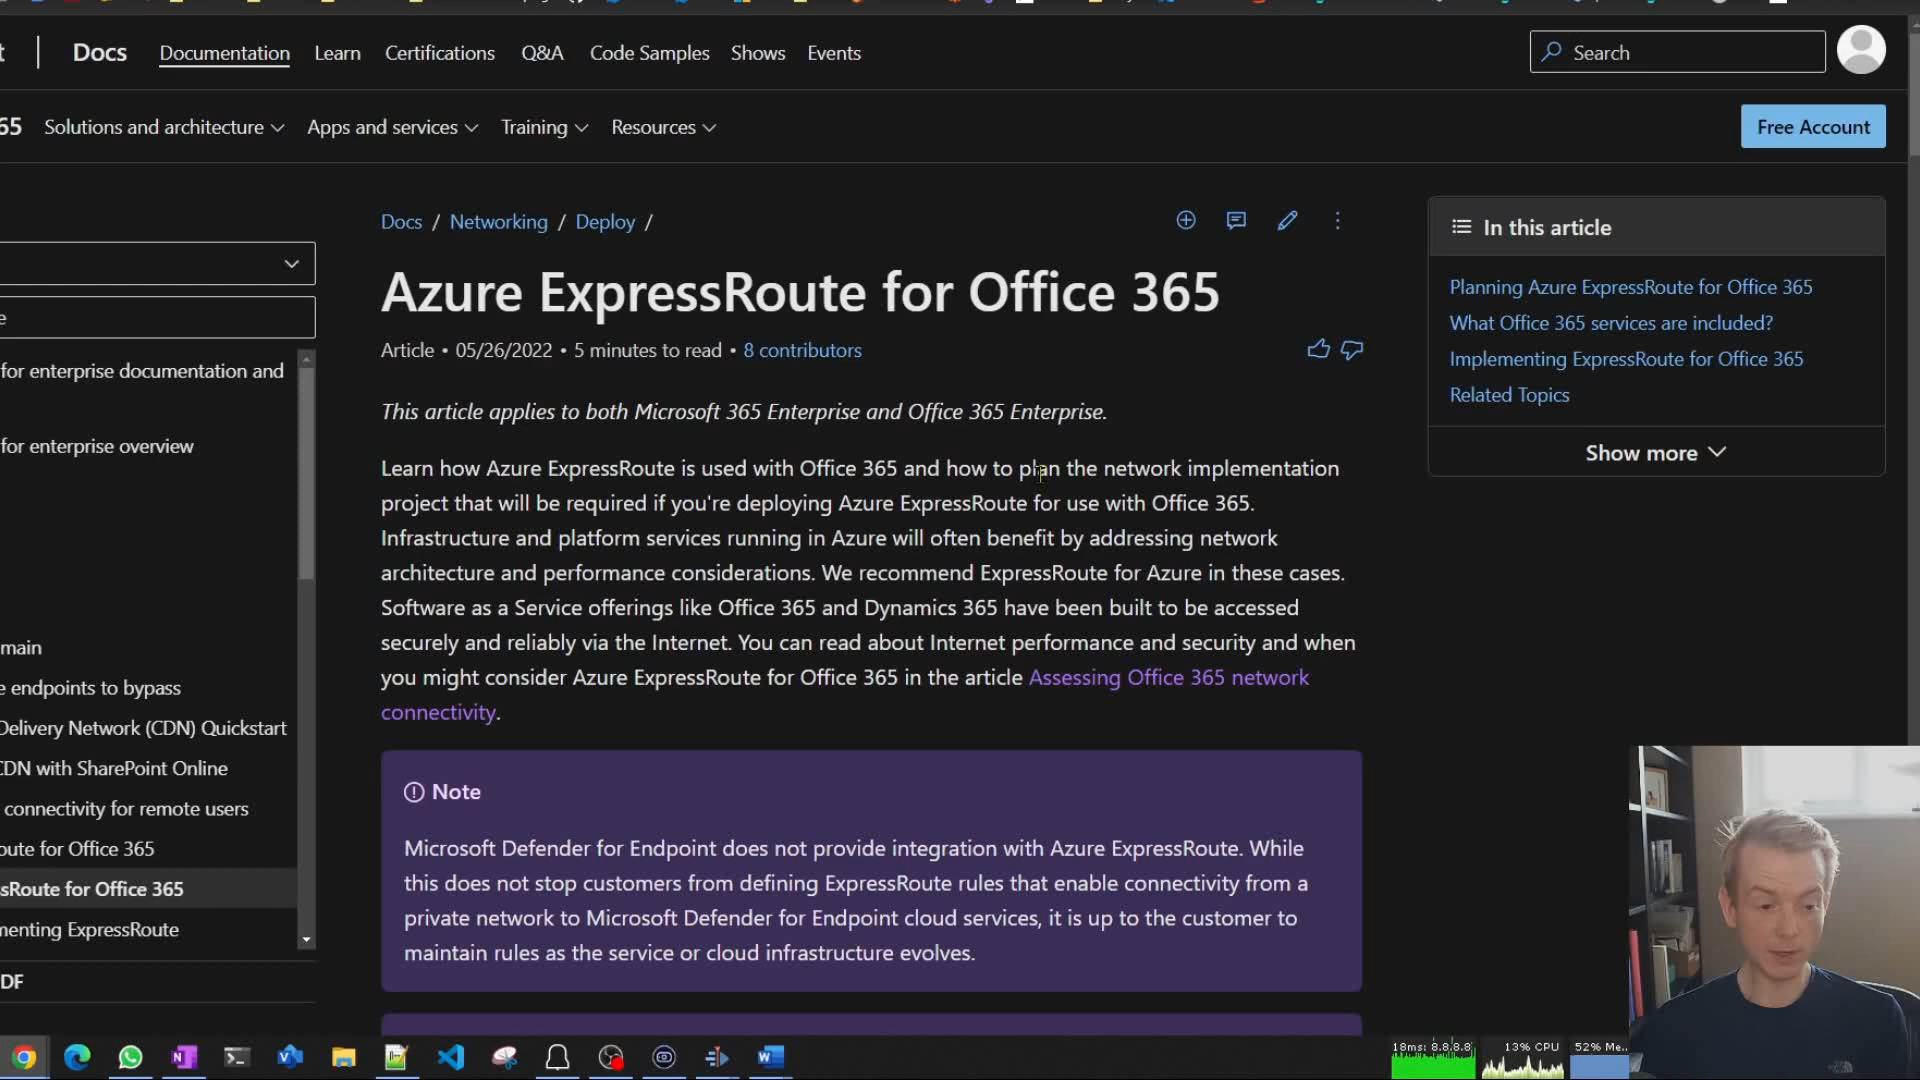 t
Docs
Documentation
Learn
Certifications
Q&A
Code Samples
Shows
Events
Search
65
Solutions and architecture
Apps and services
Training
Resources
Free Account
Docs / Networking / Deploy /
Azure ExpressRoute for Office 365
Article • 05/26/2022 • 5 minutes to read • 8 contributors
This article applies to both Microsoft 365 Enterprise and Office 365 Enterprise.
Learn how Azure ExpressRoute is used with Office 365 and how to plan the network implementation
project that will be required if you're deploying Azure ExpressRoute for use with Office 365.
Infrastructure and platform services running in Azure will often benefit by addressing network
architecture and performance considerations. We recommend ExpressRoute for Azure in these cases.
Software as a Service offerings like Office 365 and Dynamics 365 have been built to be accessed
securely and reliably via the Internet. You can read about Internet performance and security and when
you might consider Azure ExpressRoute for Office 365 in the article Assessing Office 365 network
connectivity.
Note
Microsoft Defender for Endpoint does not provide integration with Azure ExpressRoute. While
this does not stop customers from defining ExpressRoute rules that enable connectivity from a
private network to Microsoft Defender for Endpoint cloud services, it is up to the customer to
maintain rules as the service or cloud infrastructure evolves.
In this article
Planning Azure ExpressRoute for Office 365
What Office 365 services are included?
Implementing ExpressRoute for Office 365
Related Topics
Show more
e
for enterprise documentation and
for enterprise overview
main
e endpoints to bypass
Delivery Network (CDN) Quickstart
CDN with SharePoint Online
connectivity for remote users
oute for Office 365
sRoute for Office 365
menting ExpressRoute
DF
18ms: 8.8.8.8
13% CPU
52% Me..